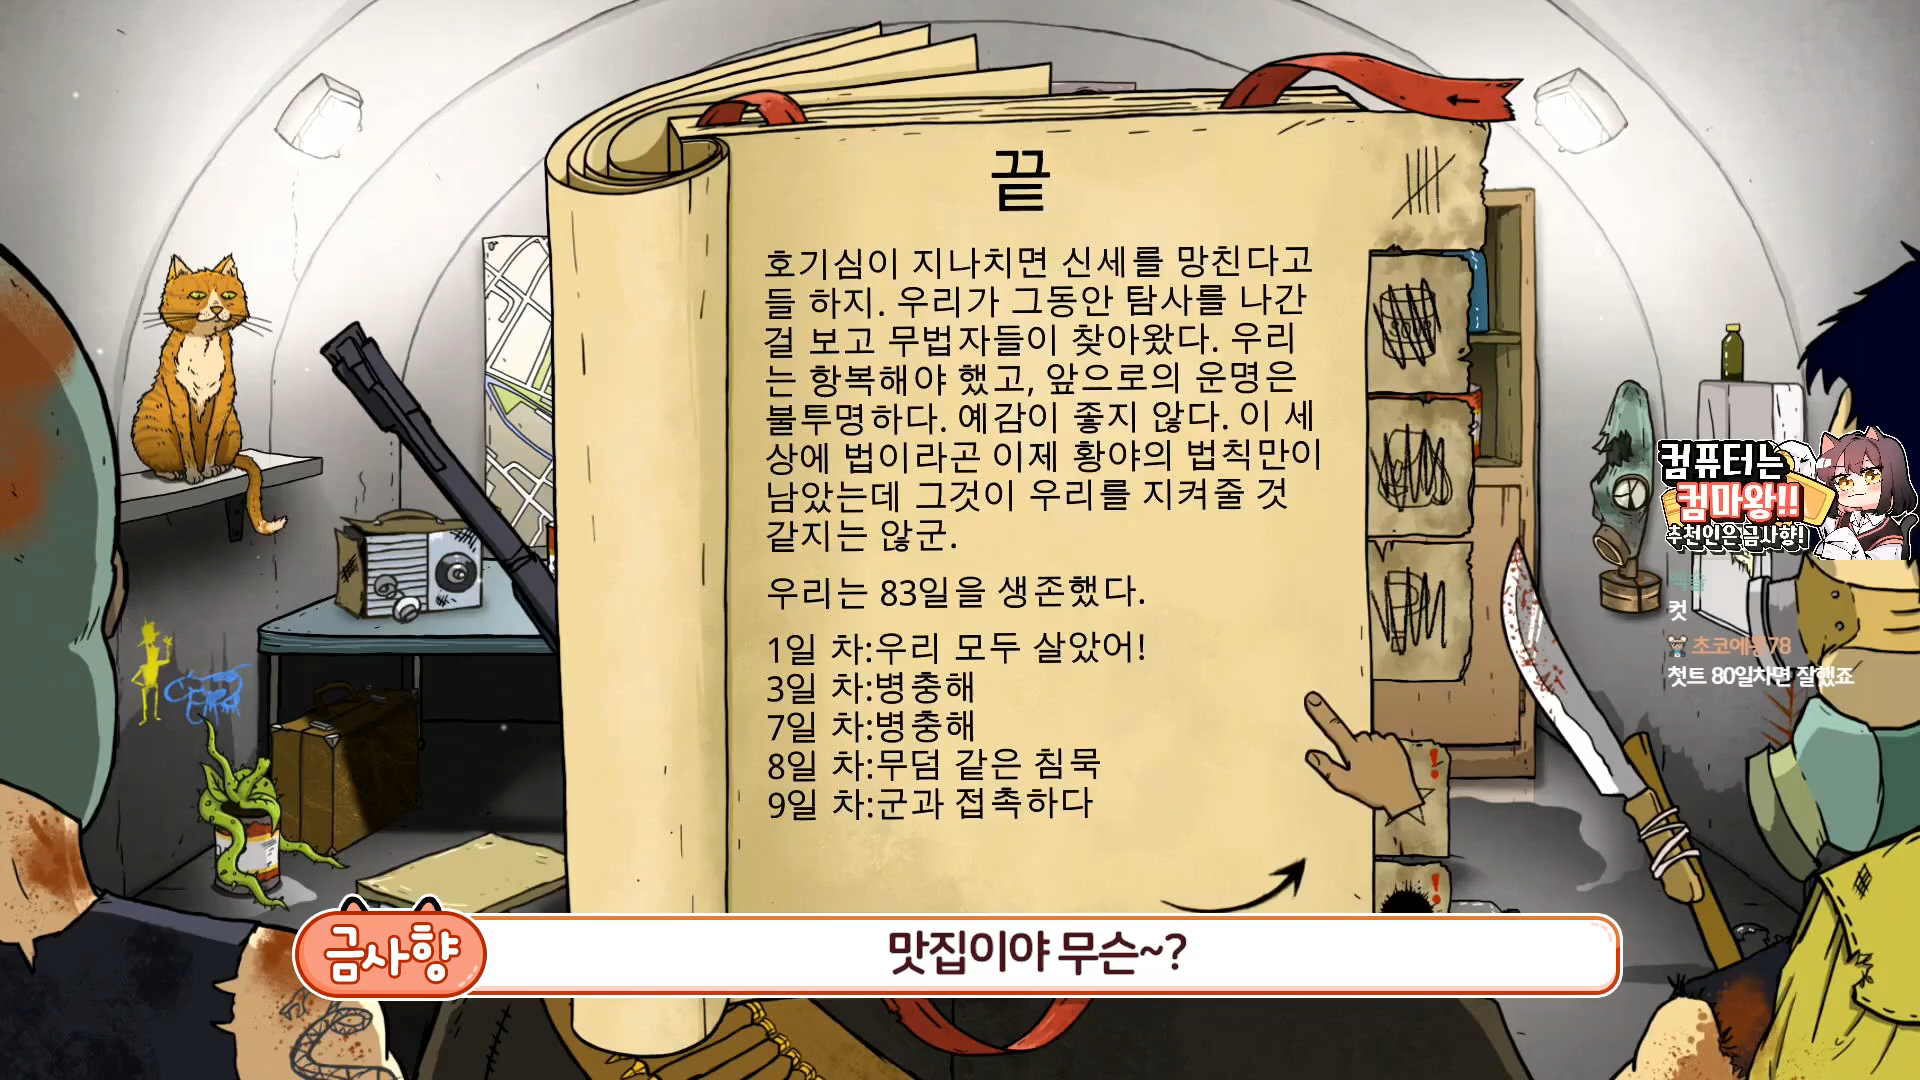 끝
호기심이 지나치면 신세를 망친다고
들 하지. 우리가 그동안 탐사를 나간
걸 보고 무법자들이 찾아왔다. 우리
는 항복해야 했고, 앞으로의 운명은
불투명하다. 예감이 좋지 않다. 이 세
상에 법이라곤 이제 황야의 법칙만이
남았는데 그것이 우리를 지켜줄 것
같지는 않군.
우리는 83일을 생존했다.
1일 차:우리 모두 살았어!
3일 차:병충해
7일 차:병충해
8일 차:무덤 같은 침묵
9일 차:군과 접촉하다
컴퓨터는
컴마왕!!
추천인은 금사향!
컷
첫트 80일차면 잘했죠
금사향
맛집이야 무슨~?